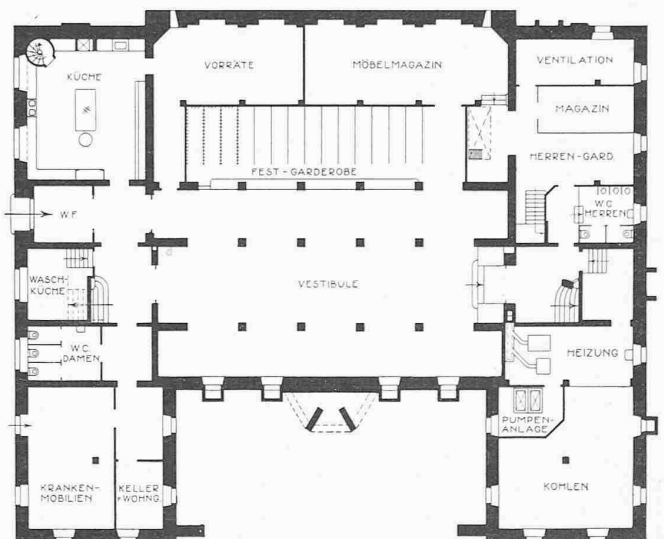 VENTILATION
KÜCHE
VORRÄTE
MÖBELMAGAZIN
MAGAZIN
HERREN-GARD.
FEST-GARDEROBE
W.C
HERREN
W.F.
WASCH-
KÜCHE
VESTIBULE
W.C.
DAMEN
HEIZUNG
PUMPEN-
ANLAGE
KRANKEN-
MOBILIEN
KELLER
WOHNG.
KOHLEN